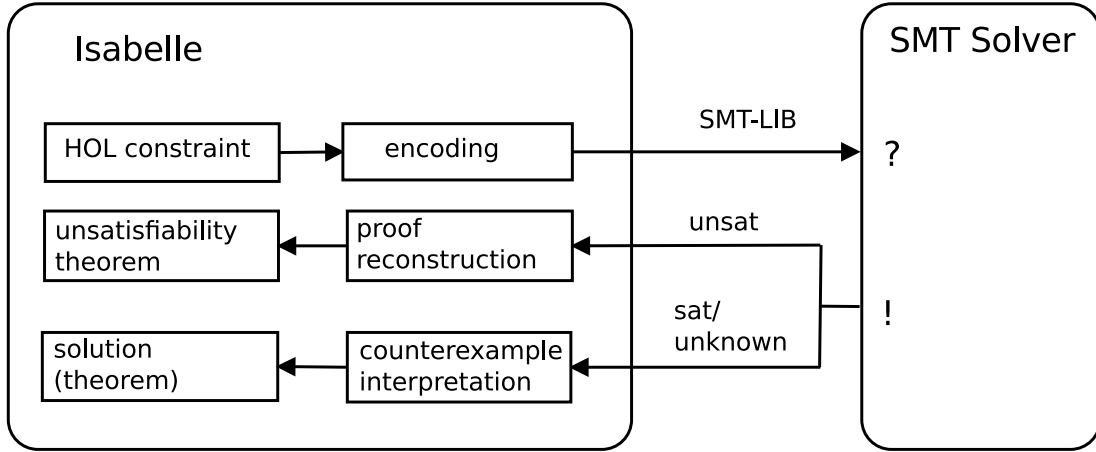 Isabelle
SMT Solver
HOL constraint
encoding
SMT-LIB
?
unsatisfiability
theorem
proof
reconstruction
unsat
!
solution
(theorem)
counterexample
interpretation
sat/
unknown